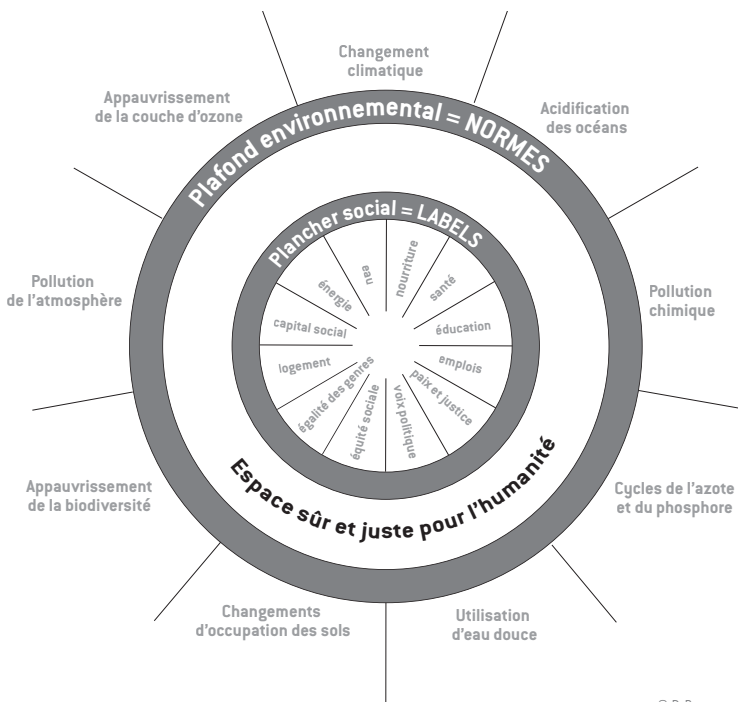 Changement
climatique
Acidification
des océans
Pollution
chimique
Cycles de l'azote
et du phosphore
Utilisation
d'eau douce
Changements
d'occupation des sols
Appauvrissement
de la biodiversité
Pollution
de l'atmosphère
Appauvrissement
de la couche d'ozone
Plafond environnemental = NORMES
Plancher social = LABELS
nourriture
santé
éducation
emplois
paix et justice
voix politique
équité sociale
égalité des genres
logement
capital social
énergie
eau
Espace sûr et juste pour l'humanité